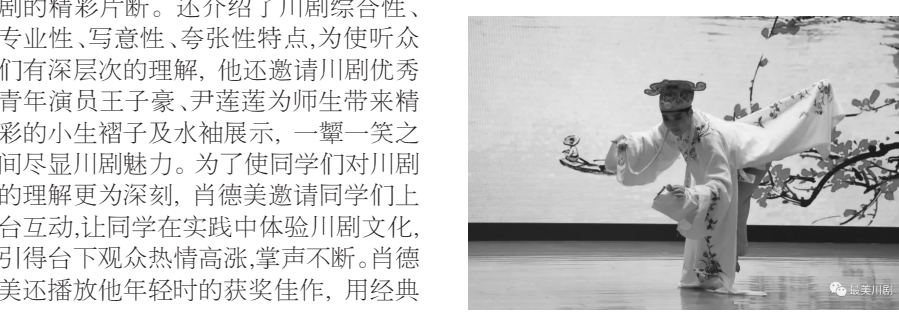 剧的精彩片断。还介绍了川剧综合性、
专业性、写意性、夸张性特点,为使听众
们有深层次的理解, 他还邀请川剧优秀
青年演员王子豪、尹莲莲为师生带来精
彩的小生褶子及水袖展示, 一颦一笑之
间尽显川剧魅力。为了使同学们对川剧
的理解更为深刻, 肖德美邀请同学们上
台互动,让同学在实践中体验川剧文化,
引得台下观众热情高涨,掌声不断。肖德
美还播放他年轻时的获奖佳作, 用经典
最美川剧